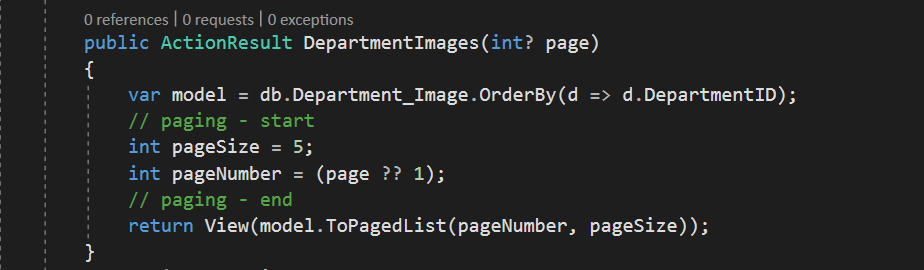 0 references | 0 requests | 0 exceptions
public ActionResult DepartmentImages(int? page)
{
var model = db.Department_Image.OrderBy(d => d.DepartmentID);
// paging - start
int pageSize = 5;
int pageNumber = (page ?? 1);
// paging - end
return View(model.ToPagedList(pageNumber, pageSize));
}